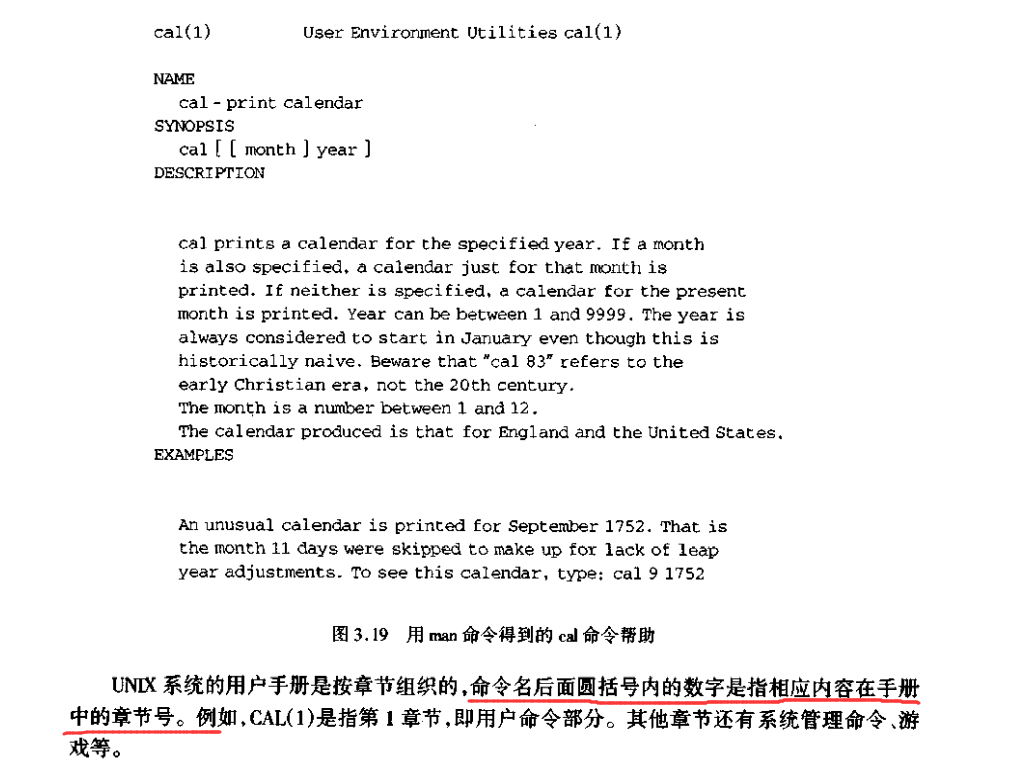 cal(1) User Environment Utilities cal(1)
NAME
cal - print calendar
SYNOPSIS
cal [ [ month ] year ]
DESCRIPTION
cal prints a calendar for the specified year. If a month
is also specified, a calendar just for that month is
printed. If neither is specified, a calendar for the present
month is printed. Year can be between 1 and 9999. The year is
always considered to start in January even though this is
historically naive. Beware that "cal 83" refers to the
early Christian era, not the 20th century.
The month is a number between 1 and 12.
The calendar produced is that for England and the United States.
EXAMPLES
An unusual calendar is printed for September 1752. That is
the month 11 days were skipped to make up for lack of leap
year adjustments. To see this calendar, type: cal 9 1752
图 3.19 用 man 命令得到的 cal 命令帮助
UNIX 系统的用户手册是按章节组织的,命令名后面圆括号内的数字是指相应内容在手册
中的章节号。例如,CAL(1)是指第 1 章节,即用户命令部分。其他章节还有系统管理命令、游
戏等。